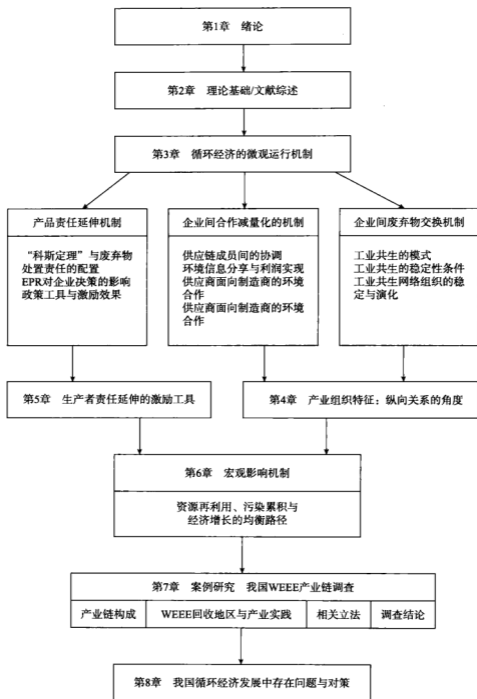 第1章 绪论
第2章 理论基础/文献综述
第3章 循环经济的微观运行机制
产品责任延伸机制
“科斯定理”与废弃物
处置责任的配置
EPR对企业决策的影响
政策工具与激励效果
企业间合作减量化的机制
供应链成员间的协调
环境信息分享与利润实现
供应商面向制造商的环境
合作
供应商面向制造商的环境
合作
企业间废弃物交换机制
工业共生的模式
工业共生的稳定性条件
工业共生网络组织的稳
定与演化
第5章 生产者责任延伸的激励工具
第4章 产业组织特征：纵向关系的角度
第6章 宏观影响机制
资源再利用、污染累积与
经济增长的均衡路径
第7章 案例研究 我国WEEE产业链调查
产业链构成
WEEE回收地区与产业实践
相关立法
调查结论
第8章 我国循环经济发展中存在问题与对策